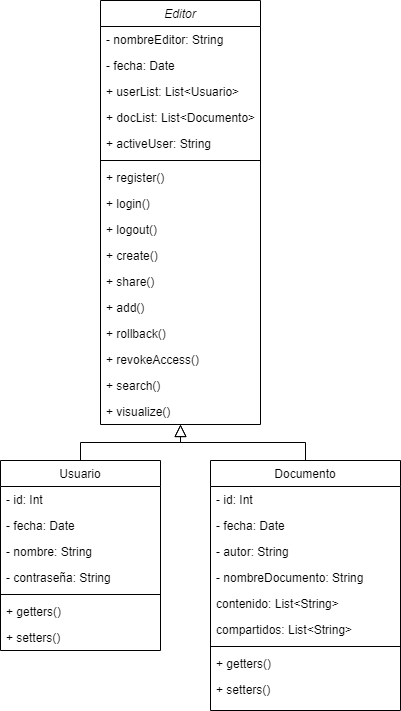 Editor
- nombreEditor: String
- fecha: Date
+ userList: List<Usuario>
+ docList: List<Documento>
+ activeUser: String
+ register()
+ login()
+ logout()
+ create()
+ share()
+ add()
+ rollback()
+ revokeAccess()
+ search()
+ visualize()
Usuario
- id: Int
- fecha: Date
- nombre: String
- contraseña: String
+ getters()
+ setters()
Documento
- id: Int
- fecha: Date
- autor: String
- nombreDocumento: String
contenido: List<String>
compartidos: List<String>
+ getters()
+ setters()